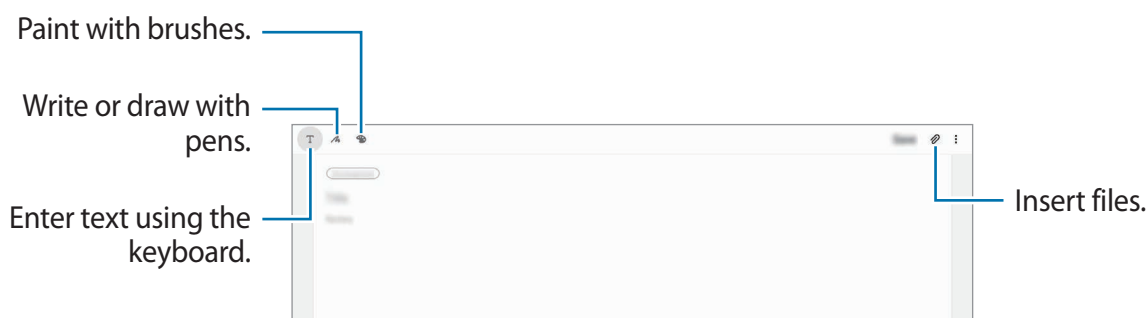 Paint with brushes.
Write or draw with
pens.
T
Enter text using the
keyboard.
Insert files.